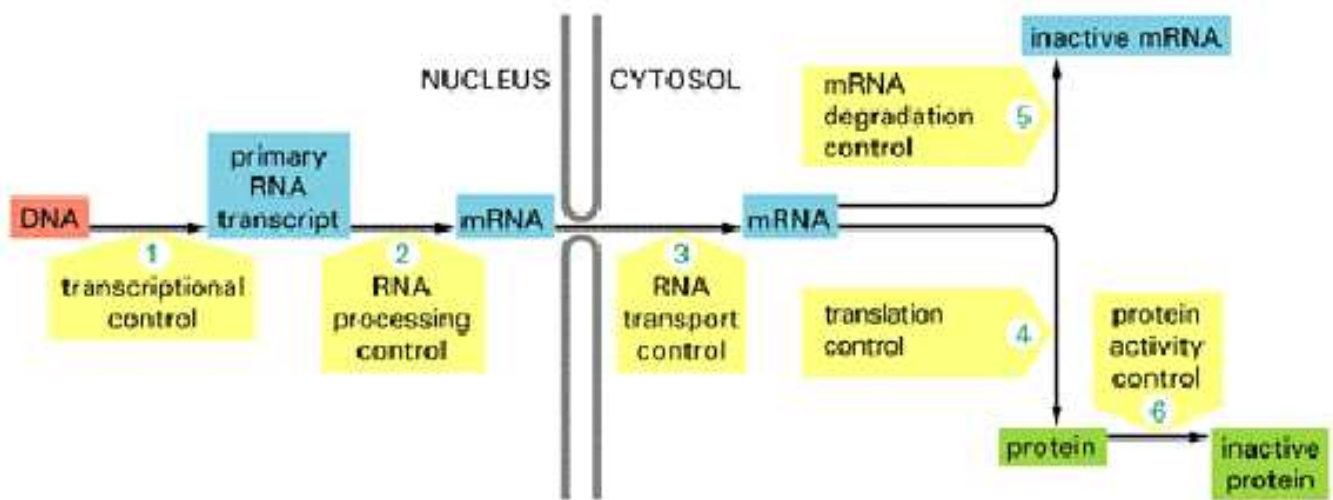 inactive mRNA
NUCLEUS
CYTOSOL
mRNA
degradation
control
5
primary
RNA
transcript
DNA
mRNA
mRNA
1
transcriptional
control
2
RNA
processing
control
3
RNA
transport
control
translation
control
4
protein
activity
control
6
protein
inactive
protein